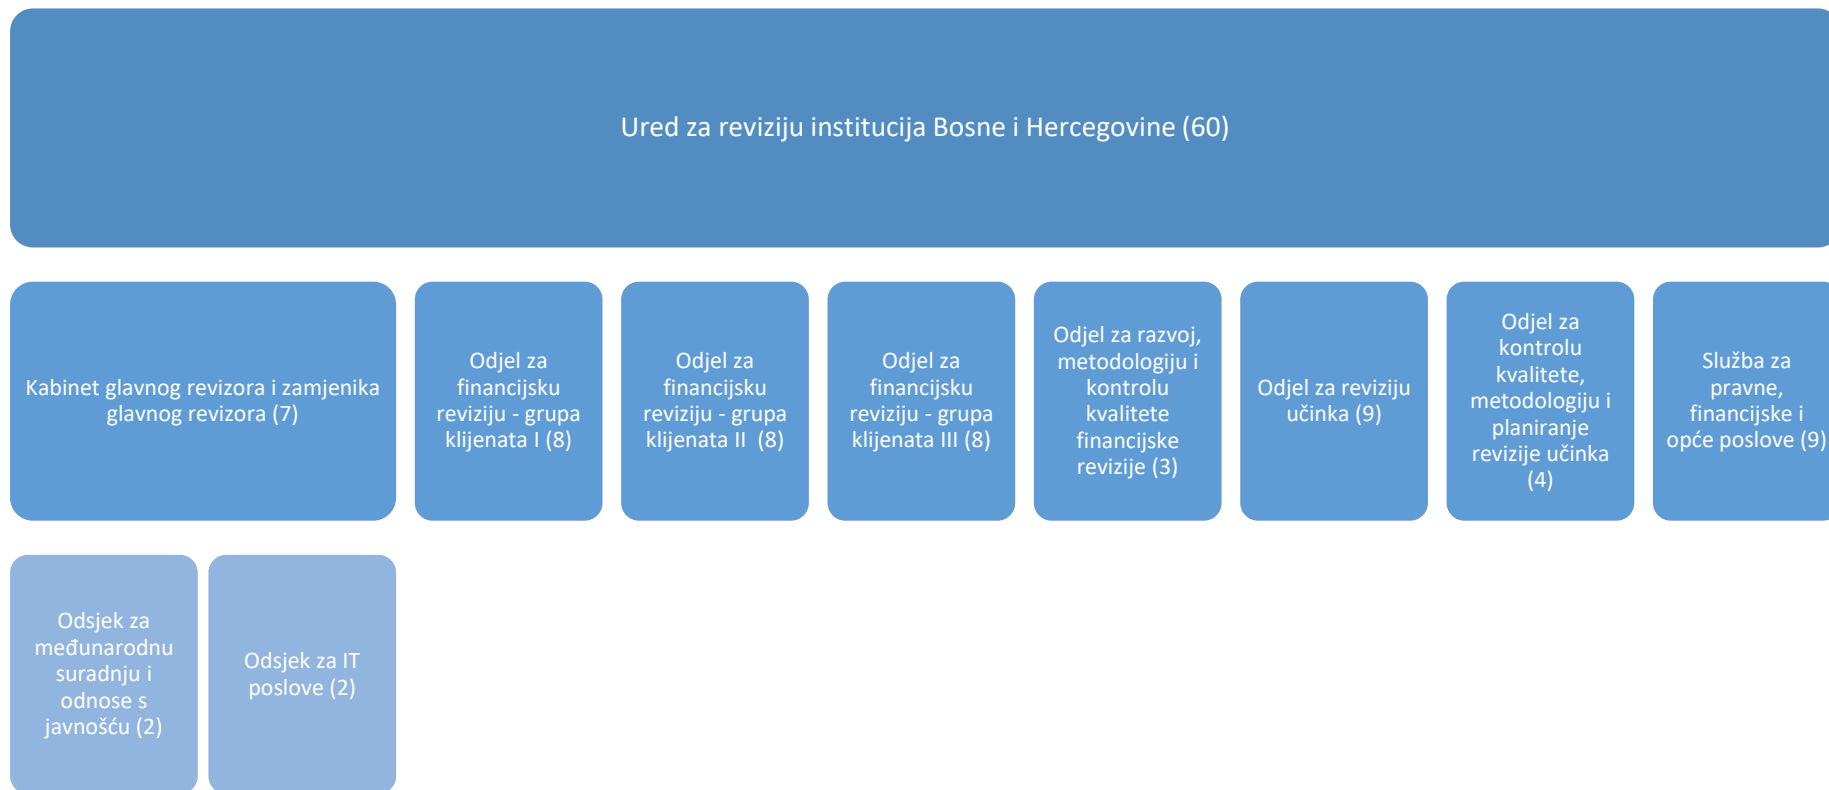 Ured za reviziju institucija Bosne i Hercegovine (60)
Kabinet glavnog revizora i zamjenika
glavnog revizora (7)
Odjel za
financijsku
reviziju - grupa
klijenata I (8)
Odjel za
financijsku
reviziju - grupa
klijenata II  (8)
Odjel za
financijsku
reviziju - grupa
klijenata III (8)
Odjel za razvoj,
metodologiju i
kontrolu
kvalitete
financijske
revizije (3)
Odjel za reviziju
učinka (9)
Odjel za
kontrolu
kvalitete,
metodologiju i
planiranje
revizije učinka
(4)
Služba za
pravne,
financijske i
opće poslove (9)
Odsjek za
međunarodnu
suradnju i
odnose s
javnošću (2)
Odsjek za IT
poslove (2)